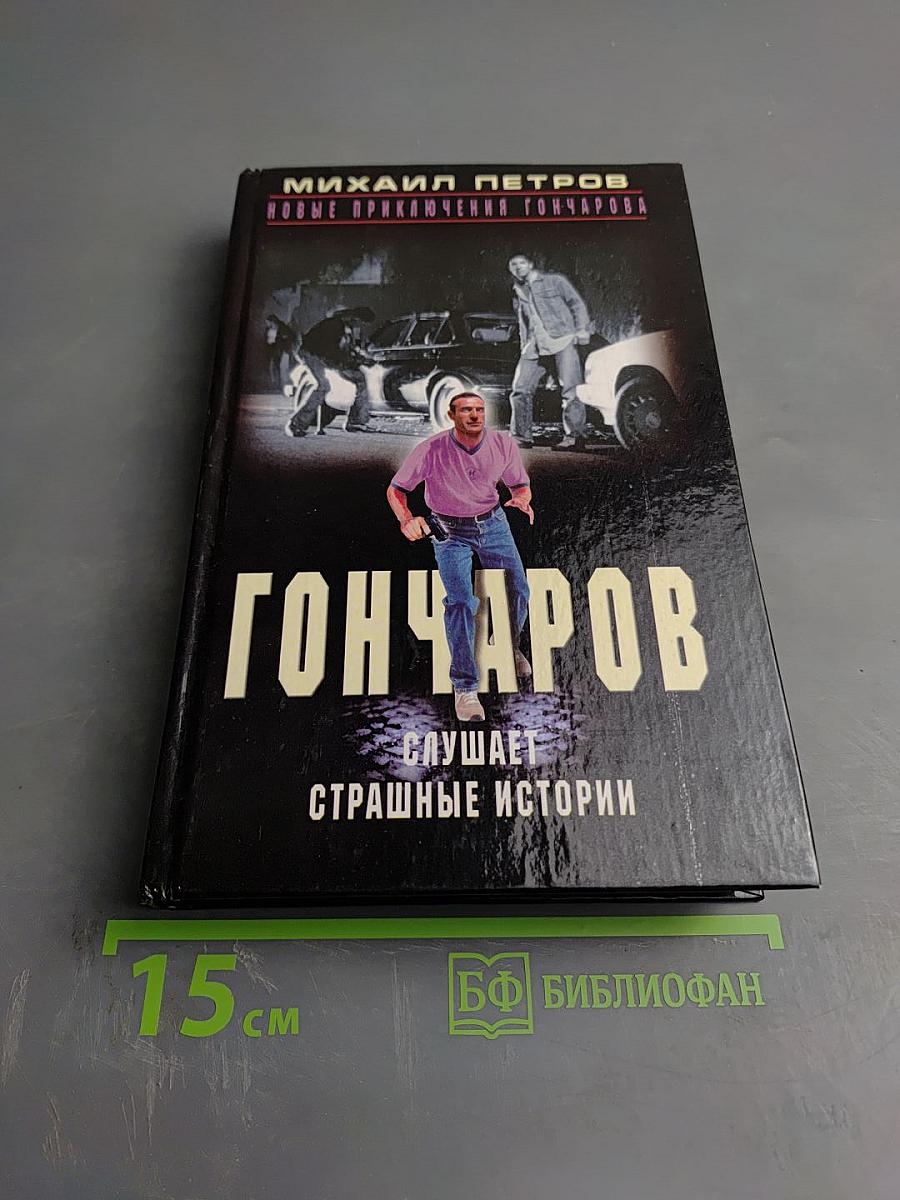 МИХАИЛ ПЕТРОВ
НОВЫЕ ПРИКЛЮЧЕНИЯ ГОНЧАРОВА
ГОНЧАРОВ
СЛУШАЕТ
СТРАШНЫЕ ИСТОРИИ
15 см
БФ БИБЛИОФАН